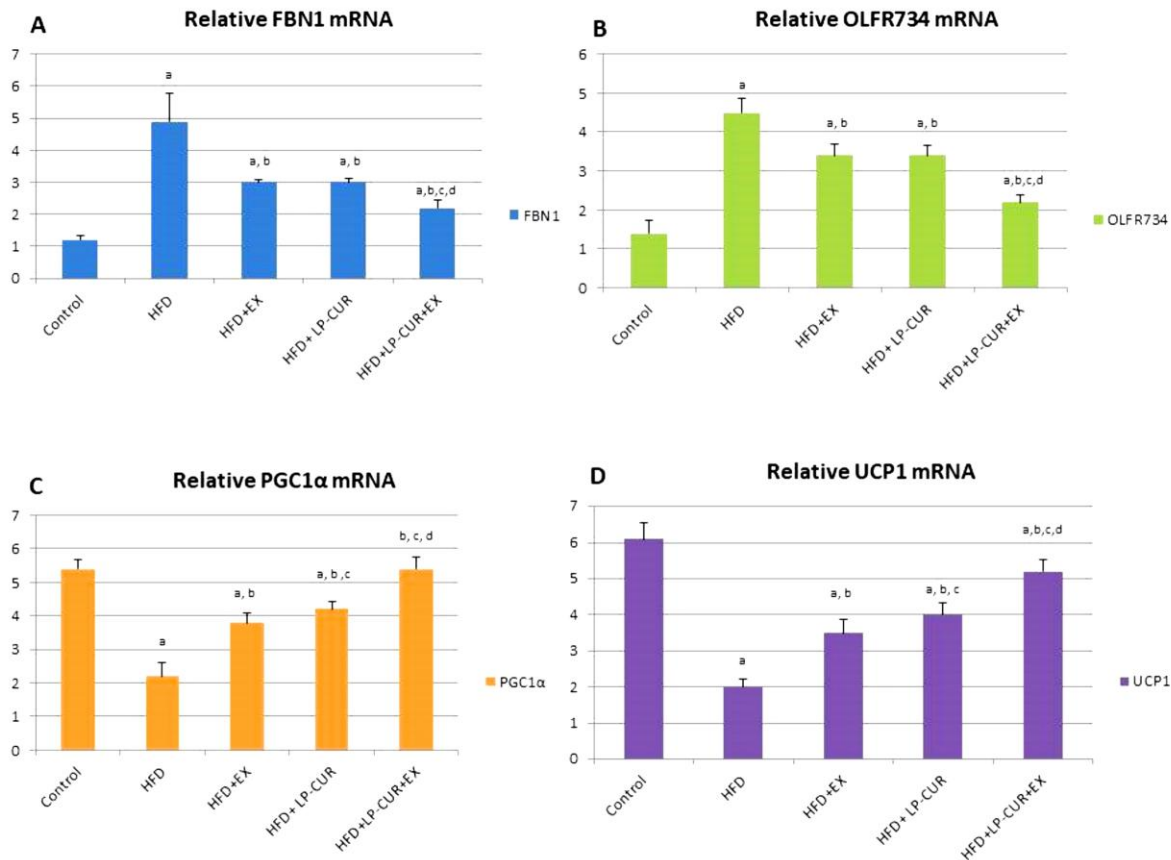 A
Relative FBN1 mRNA
7
6
5
4
3
2
1
0
a
a, b
a, b
a,b,c,d
Control
HFD
HFD+EX
HFD+ LP-CUR
HFD+LP-CUR+EX
FBN1
B
Relative OLFR734 mRNA
6
5
4
3
2
1
0
a
a, b
a, b
a,b,c,d
Control
HFD
HFD+EX
HFD+ LP-CUR
HFD+LP-CUR+EX
OLFR734
C
Relative PGC1α mRNA
7
6
5
4
3
2
1
0
a
a, b
a, b, c
b, c, d
Control
HFD
HFD+EX
HFD+ LP-CUR
HFD+LP-CUR+EX
PGC1α
D
Relative UCP1 mRNA
7
6
5
4
3
2
1
0
a
a, b
a, b, c
a,b,c,d
Control
HFD
HFD+EX
HFD+ LP-CUR
HFD+LP-CUR+EX
UCP1